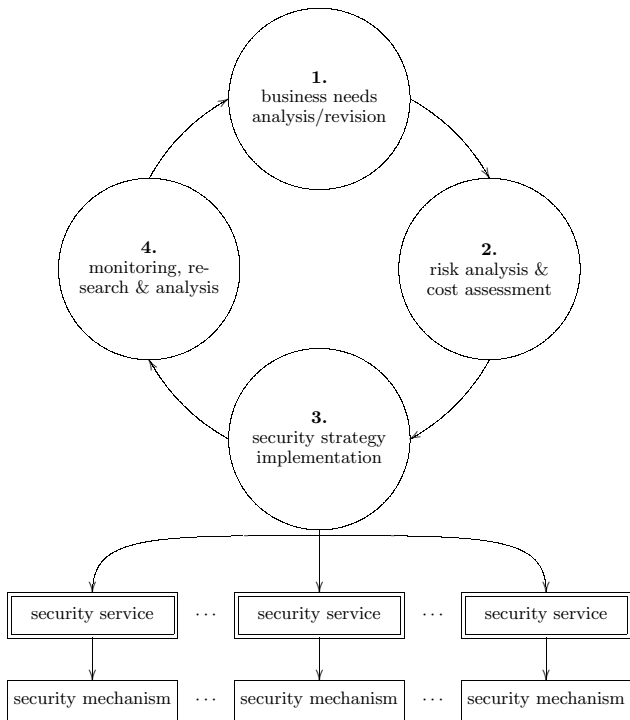 1.
business needs
analysis/revision
4.
monitoring, re-
search & analysis
2.
risk analysis &
cost assessment
3.
security strategy
implementation
security service ... security service ... security service
security mechanism ... security mechanism ... security mechanism